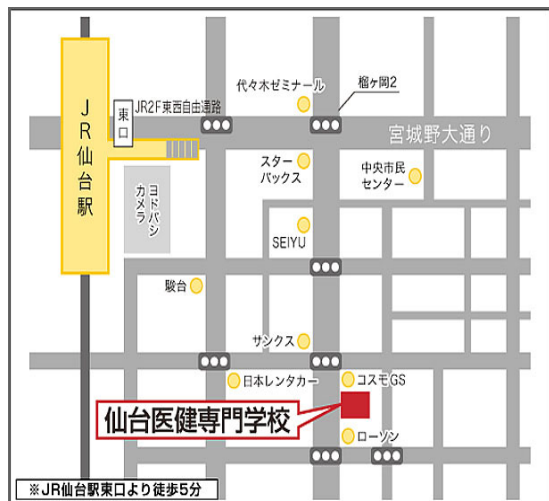 代々木ゼミナール
榴ヶ岡2
JR2F東西自由通路
東口
JR仙台駅
宮城野大通り
スター
バックス
中央市民
センター
ヨドバシ
カメラ
SEIYU
駿台
サンクス
日本レンタカー
コスモGS
仙台医健専門学校
ローソン
※JR仙台駅東口より徒歩5分